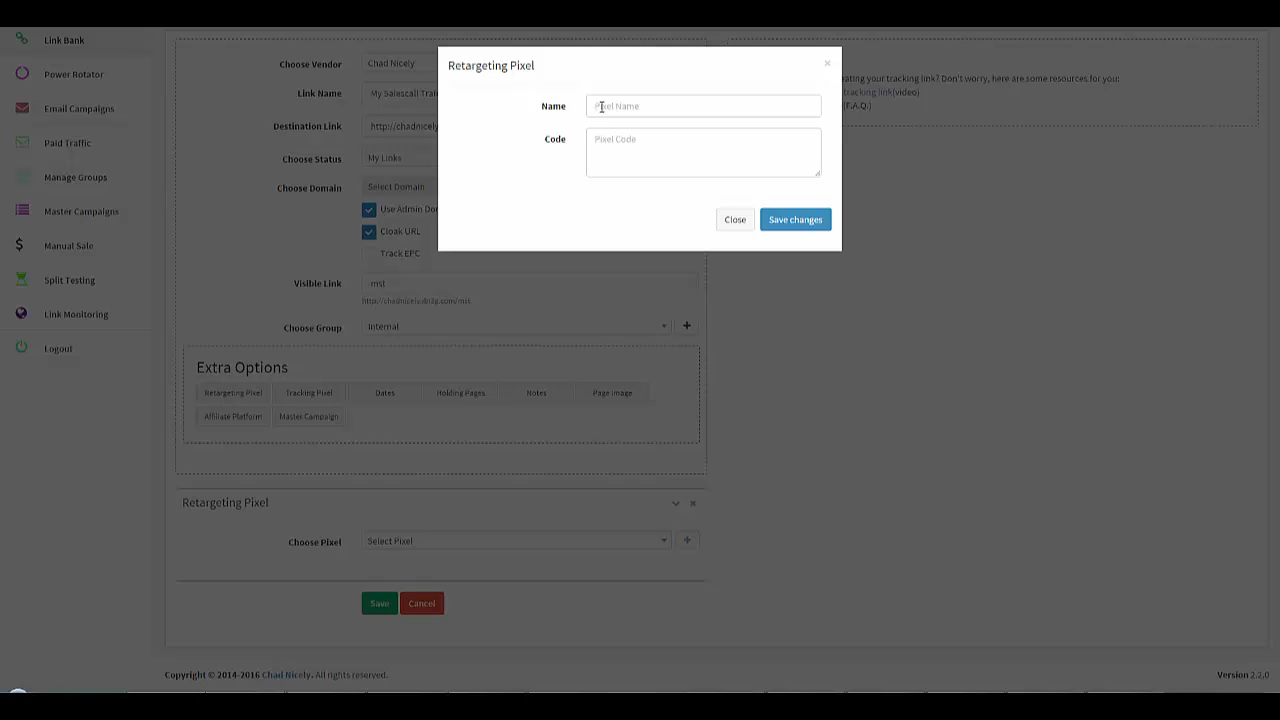 Link Bank
Power Rotator
Email Campaigns
Paid Traffic
Manage Groups
Master Campaigns
Manual Sale
Split Testing
Link Monitoring
Logout
Choose Vendor Chad Nicely
Link Name My Salescall Trai
Destination Link http://chadnicely
Choose Status My Links
Choose Domain Select Domain
Use Admin Do
Cloak URL
Track EPC
Visible Link mst
Choose Group Internal
Extra Options
Retargeting Pixel Tracking Pixel Dates Holding Pages Notes Page Image
Affiliate Platform Master Campaign
Retargeting Pixel
Choose Pixel Select Pixel
Save Cancel
Retargeting Pixel ×
Name Pixel Name
Code Pixel Code
Close Save changes
eating your tracking link? Don't worry, here are some resources for you:
tracking link(video)
(F.A.Q.)
Copyright © 2014-2016 Chad Nicely. All rights reserved.
Version 2.2.0